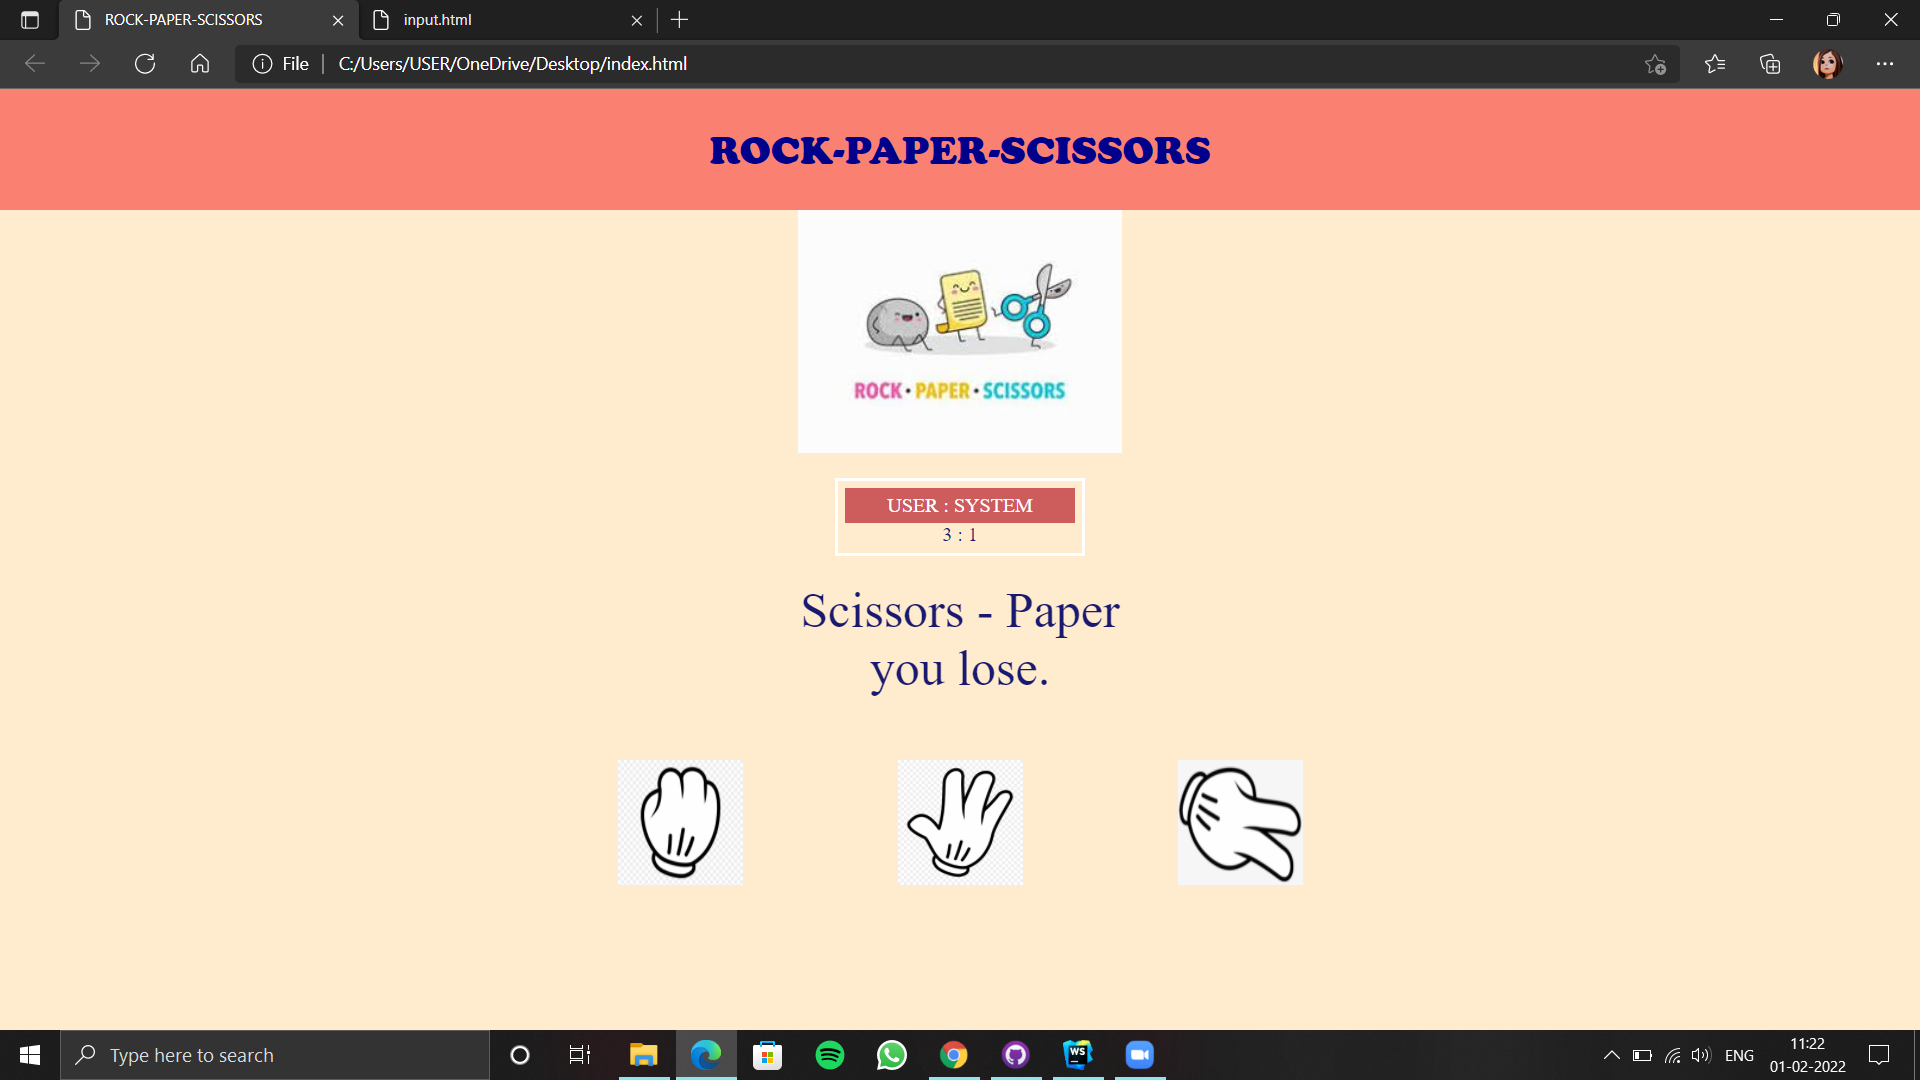 ROCK-PAPER-SCISSORS
input.html
File
C:/Users/USER/OneDrive/Desktop/index.html
ROCK-PAPER-SCISSORS
ROCK • PAPER • SCISSORS
USER : SYSTEM
3 : 1
Scissors - Paper
you lose.
Type here to search
WS
ENG
11:22
01-02-2022